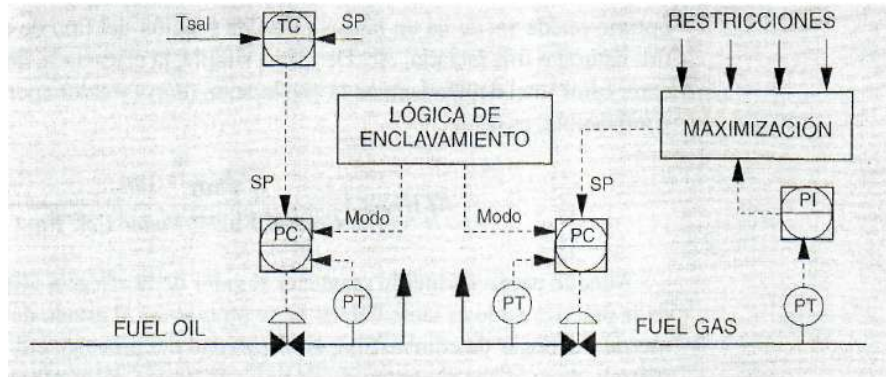 Tsal
TC
SP
RESTRICCIONES
LÓGICA DE
ENCLAVAMIENTO
MAXIMIZACIÓN
SP
SP
Modo
Modo
PC
PC
PI
PT
PT
PT
FUEL OIL
FUEL GAS